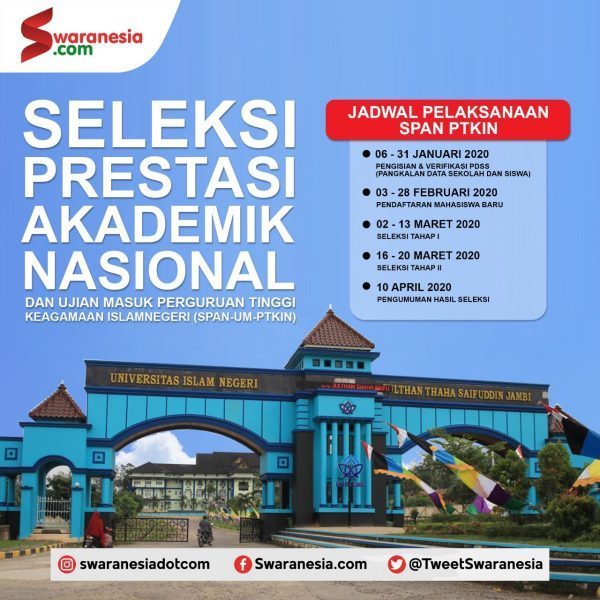 Swaranesia
.com
SELEKSI
PRESTASI
AKADEMIK
NASIONAL
DAN UJIAN MASUK PERGURUAN TINGGI
KEAGAMAAN ISLAMNEGERI (SPAN-UM-PTKIN)
JADWAL PELAKSANAAN
SPAN PTKIN
06 - 31 JANUARI 2020
PENGISIAN & VERIFIKASI PDSS
(PANGKALAN DATA SEKOLAH DAN SISWA)
03 - 28 FEBRUARI 2020
PENDAFTARAN MAHASISWA BARU
02 - 13 MARET 2020
SELEKSI TAHAP I
16 - 20 MARET 2020
SELEKSI TAHAP II
10 APRIL 2020
PENGUMUMAN HASIL SELEKSI
UNIVERSITAS ISLAM NEGERI
SULTHAN THAHA SAIFU
LTHAN THAHA SAIFUDDIN JAMBI
swaranesiadotcom
Swaranesia.com
@TweetSwaranesia